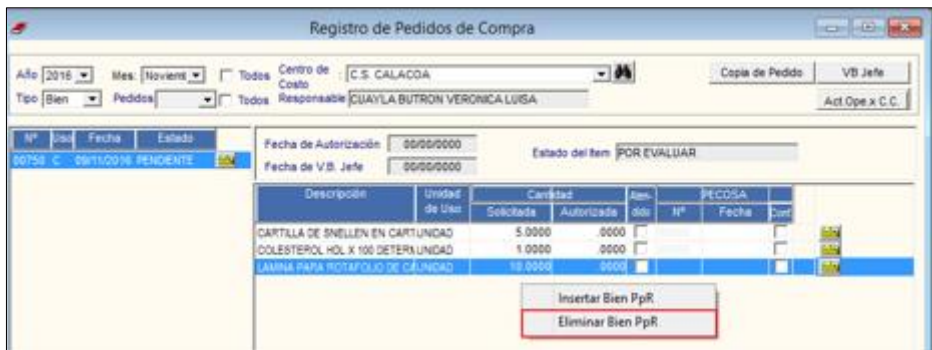 Registro de Pedidos de Compra
Año 2016 Mes: Noviemt Todos Centro de Costo : C.S. CALACOA Copia de Pedido VB Jefe
Tipo Bien Pedidos Todos Responsable CUAYLA BUTRON VERONICA LUISA Act.Ope.x C.C.
Nº Uso Fecha Estado
00750 C 09/11/2016 PENDIENTE
Fecha de Autorización 00/00/0000 Estado del Item POR EVALUAR
Fecha de V.B. Jefe 00/00/0000
Descripción Unidad de Uso Cantidad Aten-dido PECOSA
Solicitada Autorizada Nº Fecha Conf
CARTILLA DE SNELLEN EN CART UNIDAD 5.0000 .0000
COLESTEROL HDL X 100 DETERM UNIDAD 1.0000 .0000
LAMINA PARA ROTAFOLIO DE CA UNIDAD 10.0000 .0000
Insertar Bien PpR
Eliminar Bien PpR